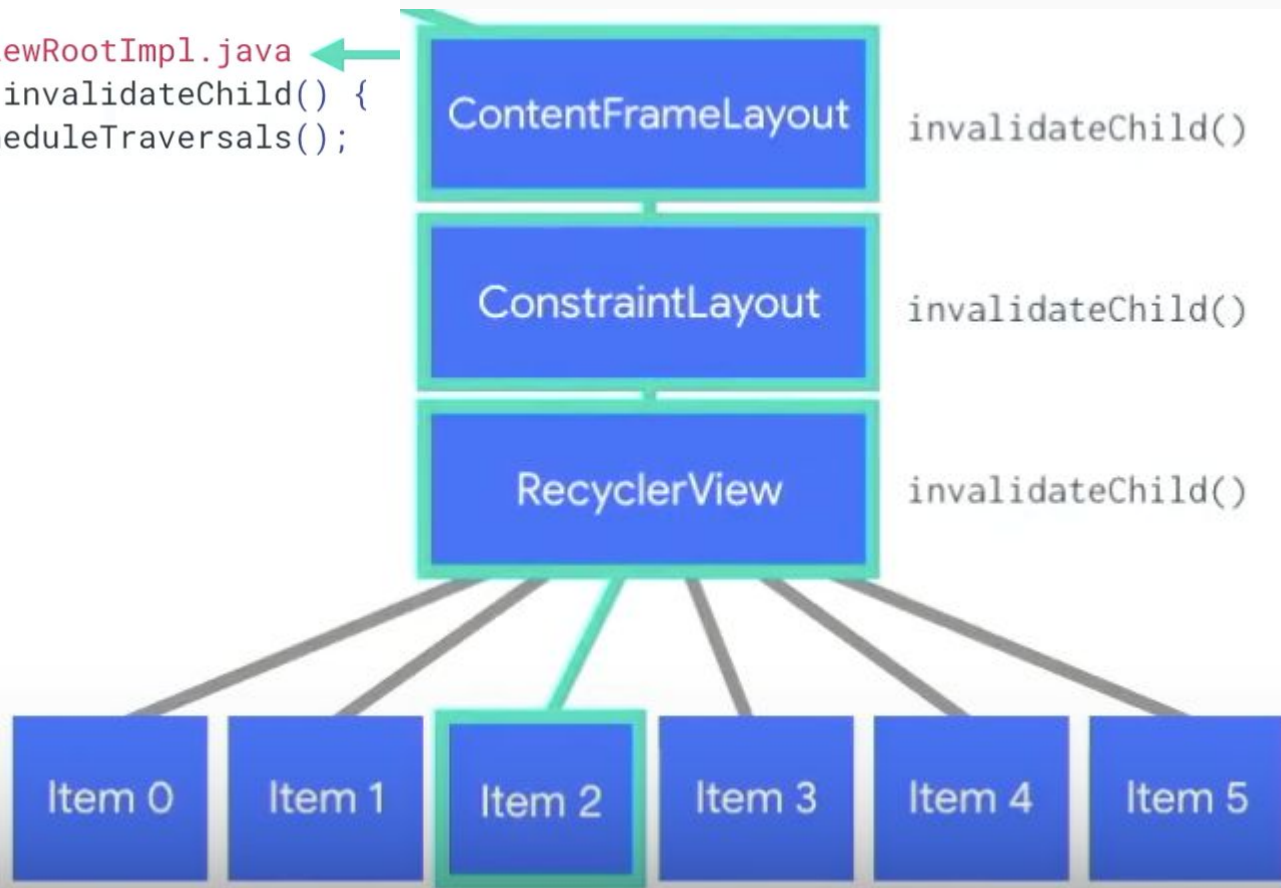 ewRootImpl.java
invalidateChild() {
heduleTraversals();
ContentFrameLayout
invalidateChild()
ConstraintLayout
invalidateChild()
RecyclerView
invalidateChild()
Item 0
Item 1
Item 2
Item 3
Item 4
Item 5